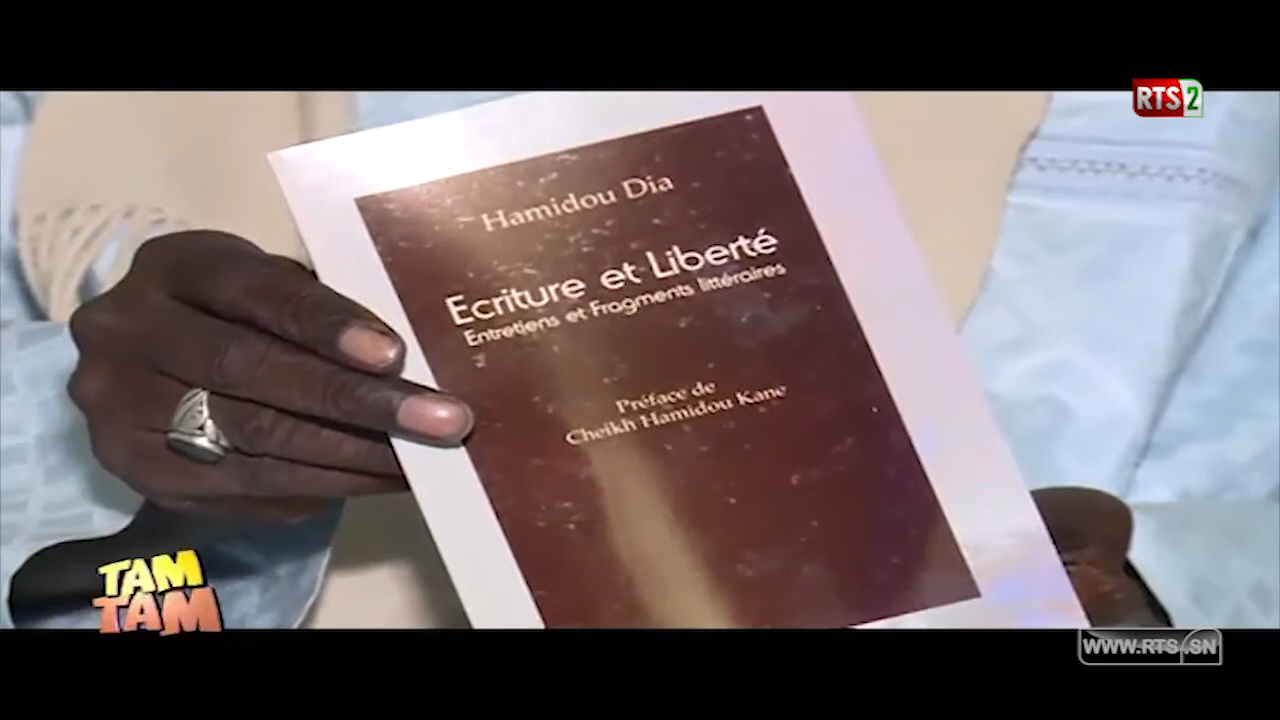 RTS2
Hamidou Dia
Ecriture et Liberté
Entretiens et Fragments littéraires
Préface de
Cheikh Hamidou Kane
TAM
TAM
WWW.RTS.SN